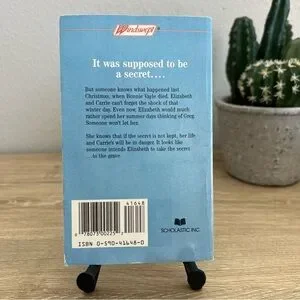 Windswept
It was supposed to be
a secret....
But someone knows what happened last
Christmas, when Bonnie Vayle died. Elizabeth
and Carrie can't forget the shock of that
winter day. Even now, Elizabeth would much
rather spend her summer days thinking of Greg.
Someone won't let her.
She knows that if the secret is not kept, her life
and Carrie's will be in danger. It looks like
someone intends Elizabeth to take the secret
...to the grave.
41648
ISBN 0-590-41648-0
SCHOLASTIC INC.